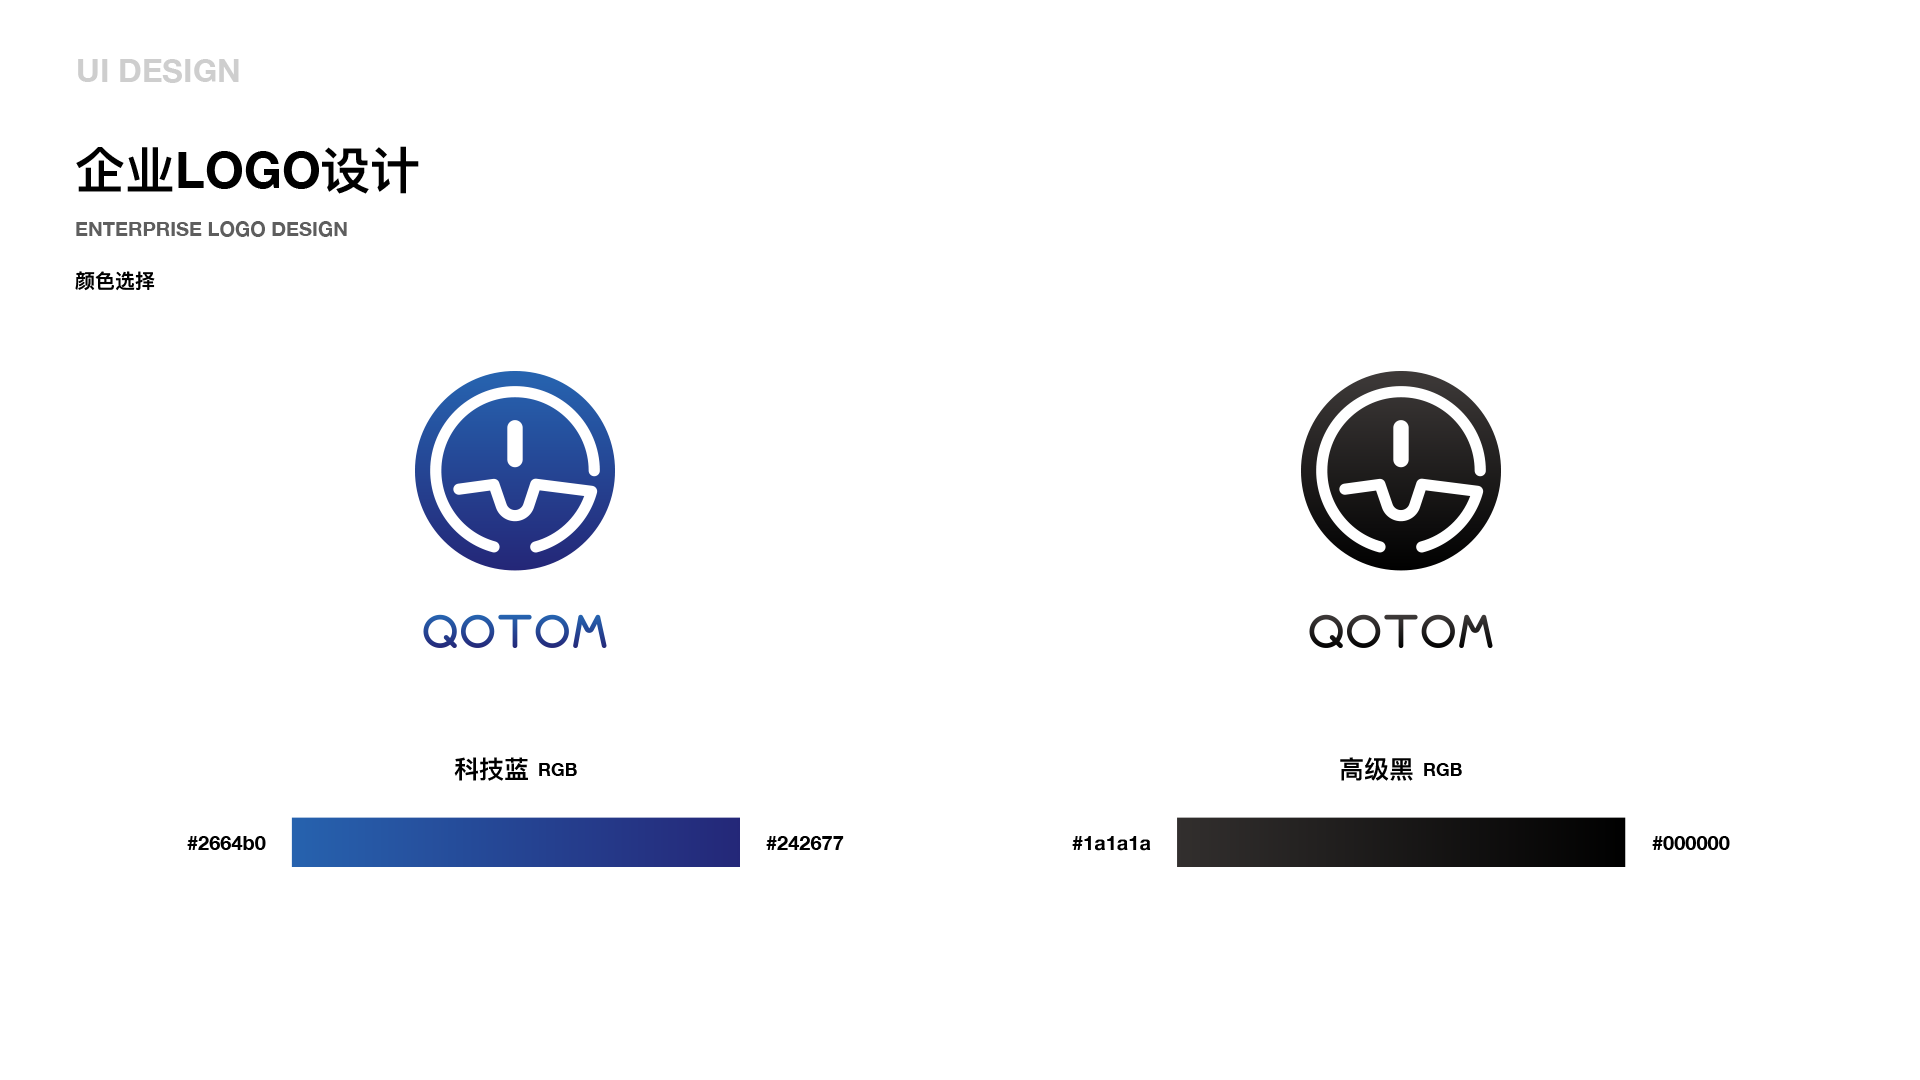 UI DESIGN
企业LOGO设计
ENTERPRISE LOGO DESIGN
颜色选择
QOTOM
QOTOM
科技蓝 RGB
高级黑 RGB
#2664b0
#242677
#1a1a1a
#000000